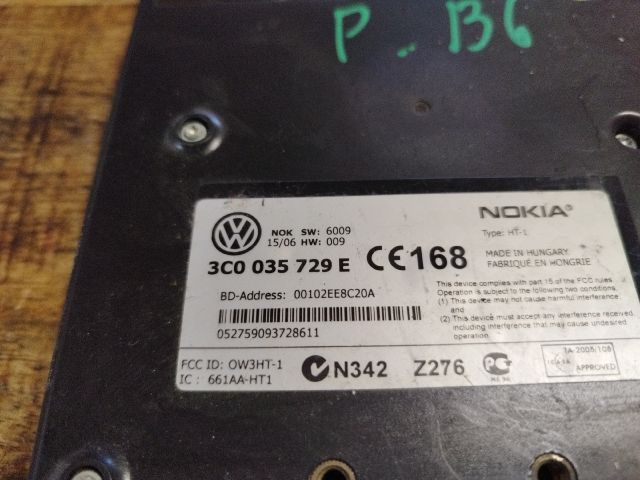 P - B6
NOK SW: 6009
15/06 HW: 009
3C0 035 729 E
CE 168
NOKIA
Type: HT-1
MADE IN HUNGARY
FABRIQUE EN HONGRIE
BD-Address: 00102EE8C20A
052759093728611
This device complies with part 15 of the FCC rules.
Operation is subject to the following two conditions:
(1) This device may not cause harmful interference,
and
(2) This device must accept any interference received,
including interference that may cause undesired
operation.
FCC ID: OW3HT-1
IC : 661AA-HT1
N342
Z276
APPROVED